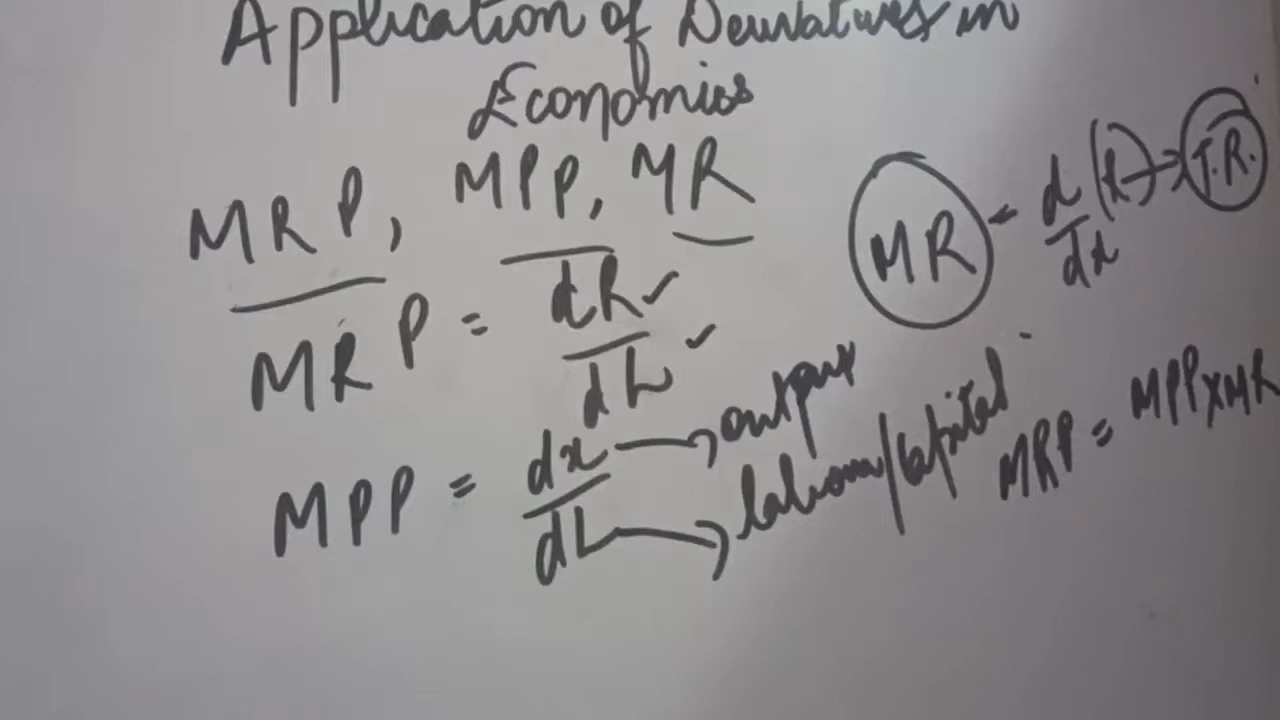 Application of Derivatives in
Economics
MRP, MPP, MR
MR = d/dx (R) → T.R.
MRP = dR/dL
MPP = dx/dL
output
labour/capital
MRP = MPP x MR